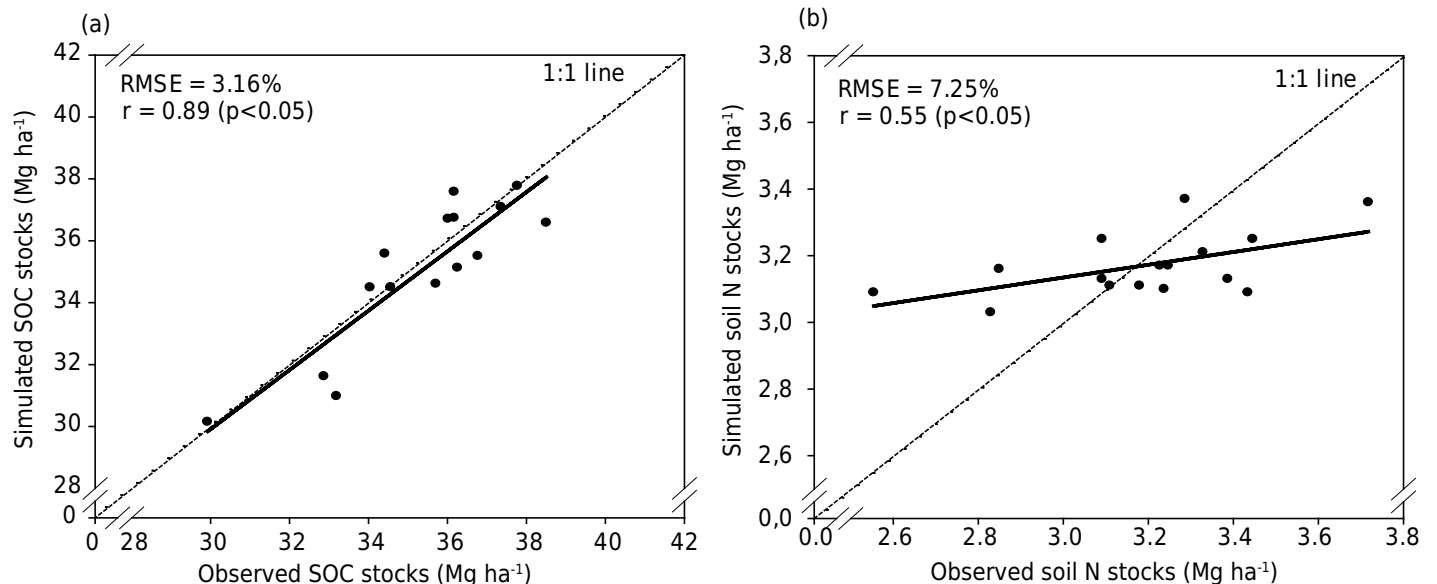 (a)
RMSE = 3.16%
r = 0.89 (p<0.05)
1:1 line
Simulated SOC stocks (Mg ha⁻¹)
42
40
38
36
34
32
30
28
0
0 28 30 32 34 36 38 40 42
Observed SOC stocks (Mg ha⁻¹)
(b)
RMSE = 7.25%
r = 0.55 (p<0.05)
1:1 line
Simulated soil N stocks (Mg ha⁻¹)
3,8
3,6
3,4
3,2
3,0
2,8
2,6
0,0
0.0 2.6 2.8 3.0 3.2 3.4 3.6 3.8
Observed soil N stocks (Mg ha⁻¹)